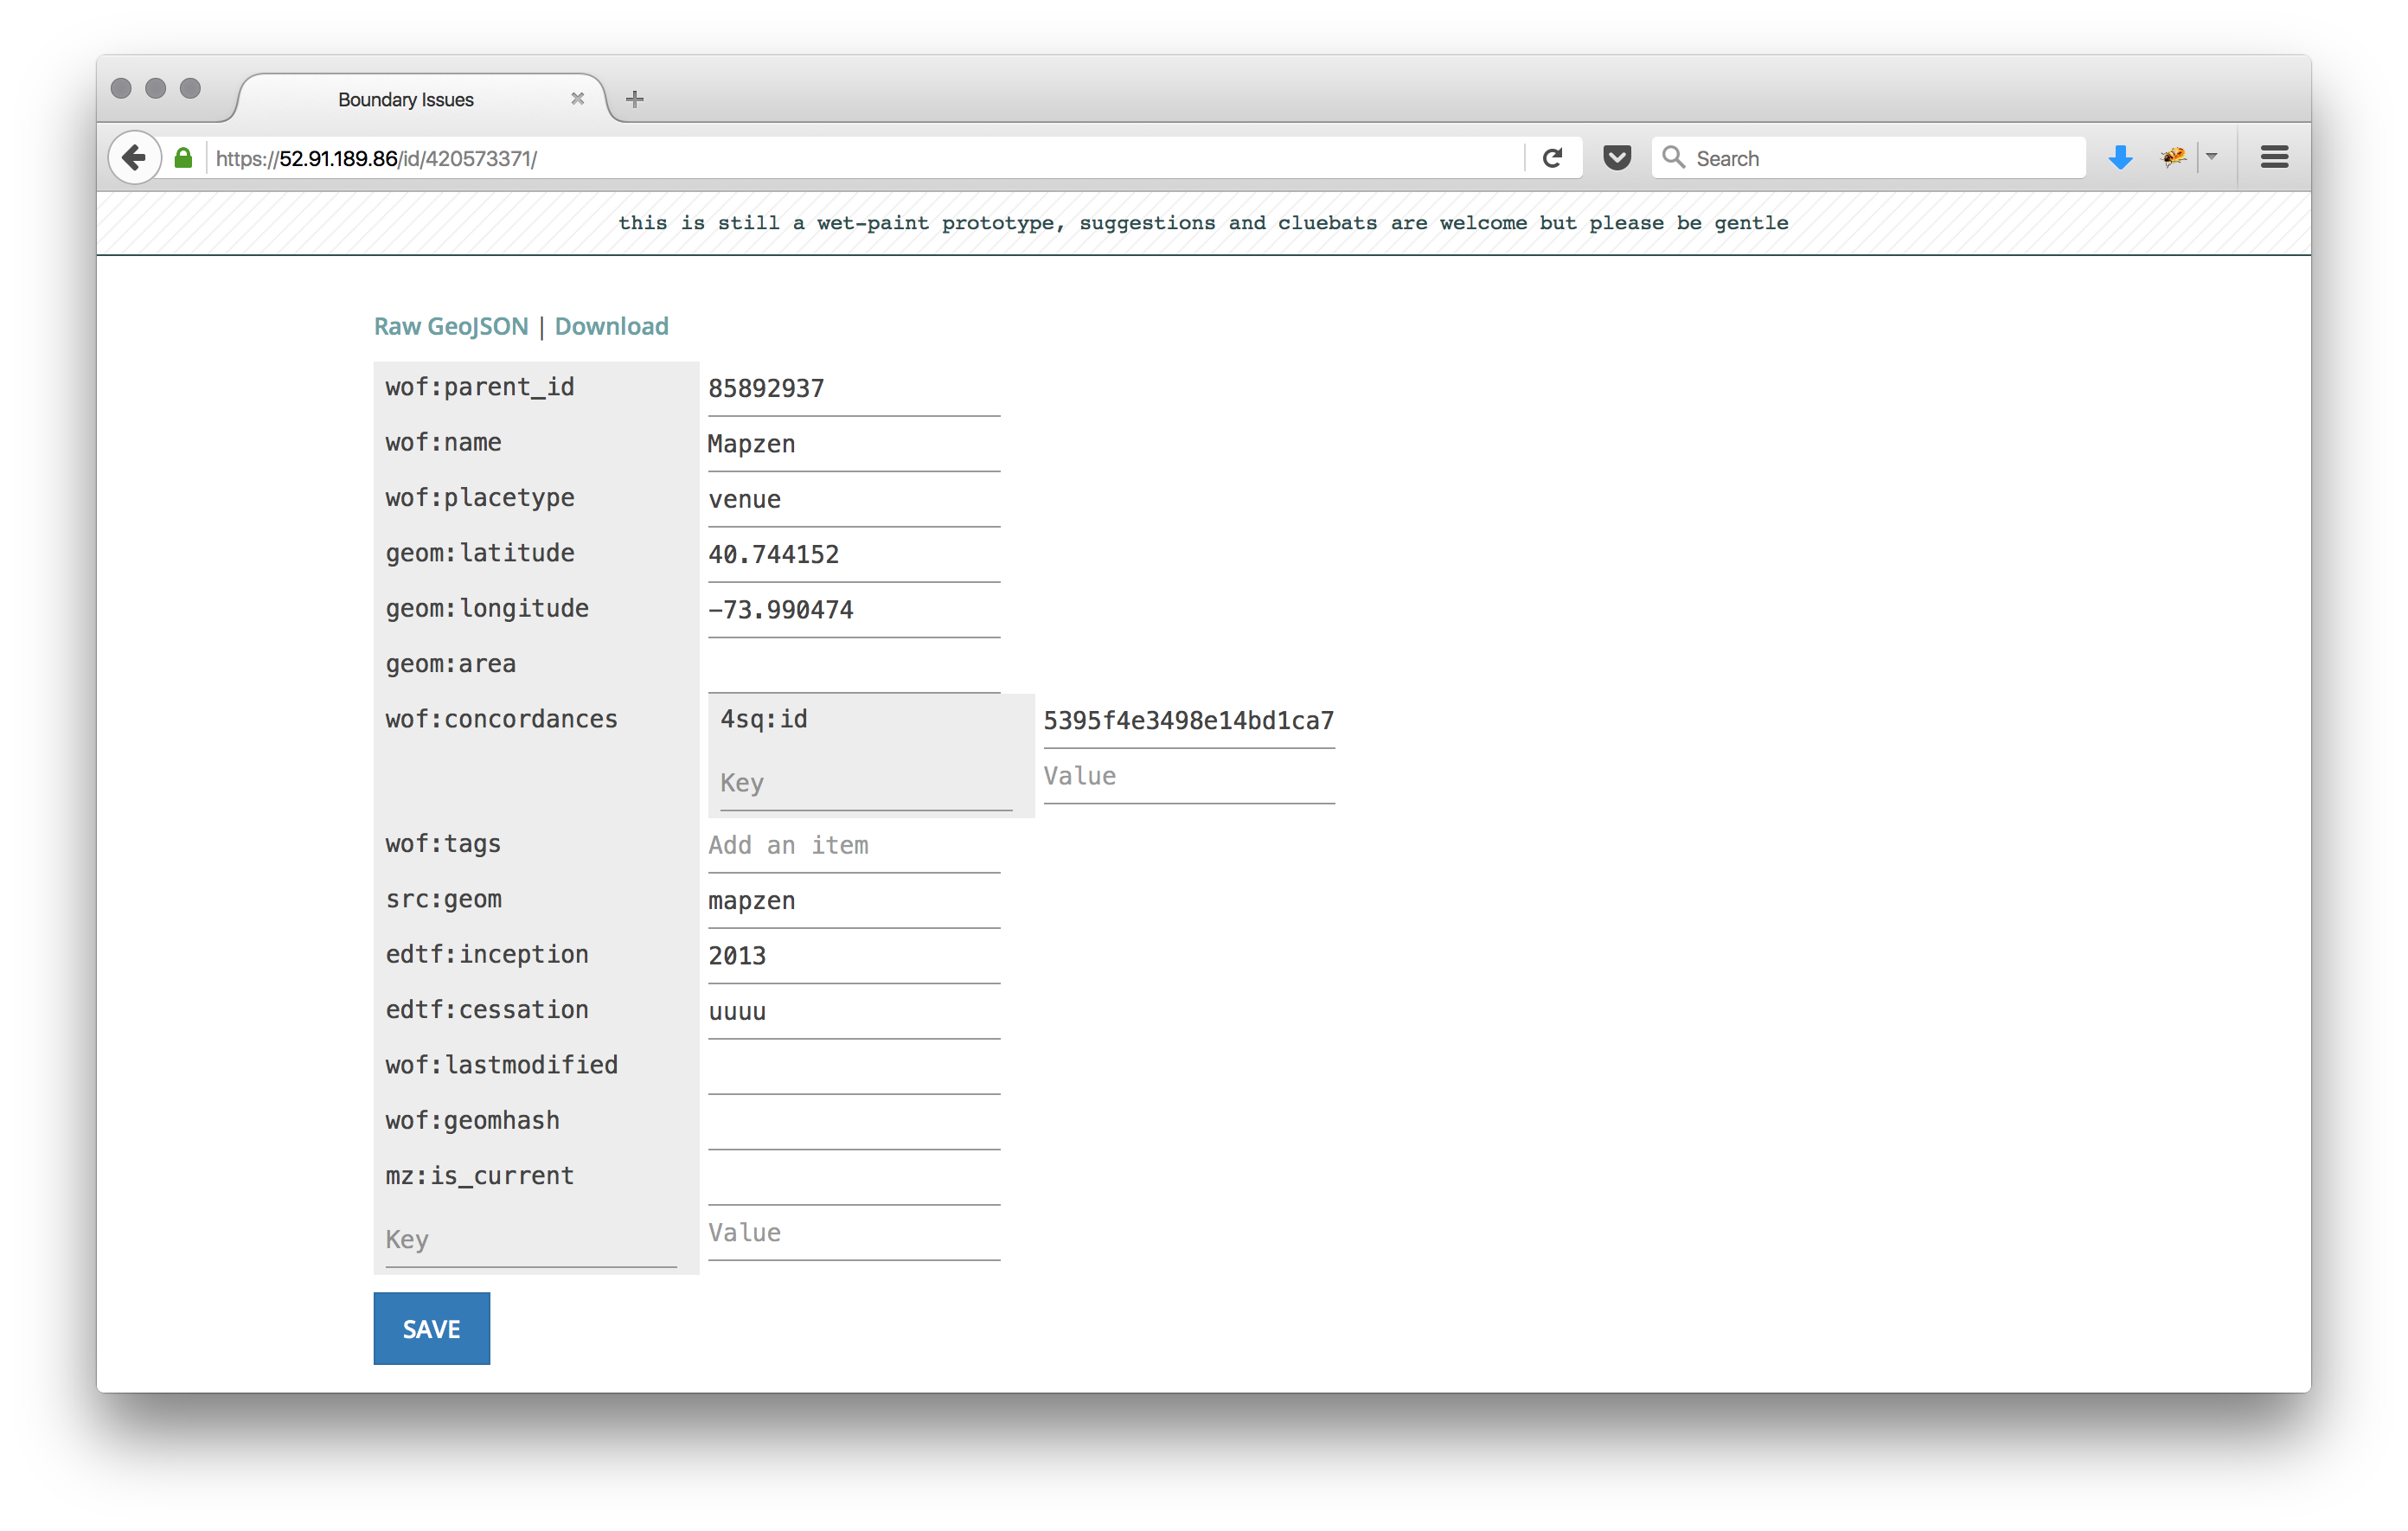 Boundary Issues
https://52.91.189.86/id/420573371/
Search
this is still a wet-paint prototype, suggestions and cluebats are welcome but please be gentle
Raw GeoJSON | Download
wof:parent_id 85892937
wof:name Mapzen
wof:placetype venue
geom:latitude 40.744152
geom:longitude -73.990474
geom:area
wof:concordances 4sq:id 5395f4e3498e14bd1ca7
Key Value
wof:tags Add an item
src:geom mapzen
edtf:inception 2013
edtf:cessation uuuu
wof:lastmodified
wof:geomhash
mz:is_current
Key Value
SAVE